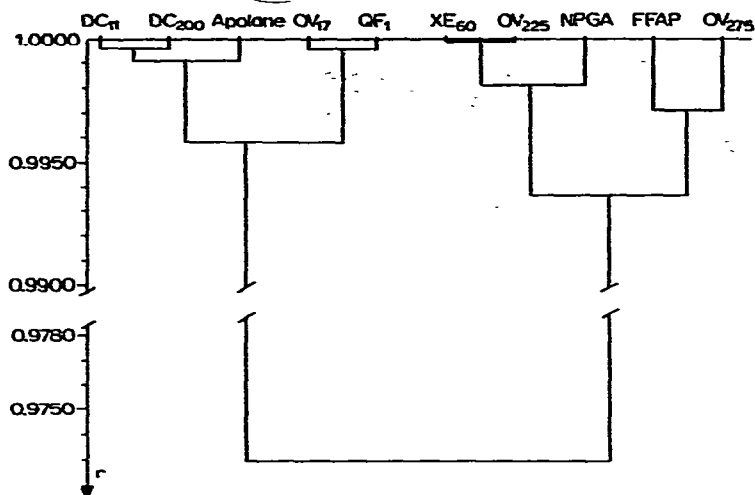 DC₁₁ DC₂₀₀ Apolane OV₁₇ QF₁ XE₆₀ OV₂₂₅ NPGA FFAP OV₂₇₅
1.0000
0.9950
0.9900
0.9780
0.9750
r